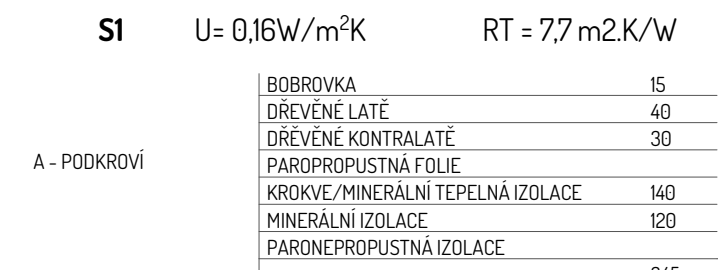 S1 U= 0,16W/m²K RT = 7,7 m2.K/W
BOBROVKA 15
DŘEVĚNÉ LATĚ 40
DŘĚVĚNÉ KONTRALATĚ 30
A - PODKROVÍ
PAROPROPUSTNÁ FOLIE
KROKVE/MINERÁLNÍ TEPELNÁ IZOLACE 140
MINERÁLNÍ IZOLACE 120
PARONEPROPUSTNÁ IZOLACE